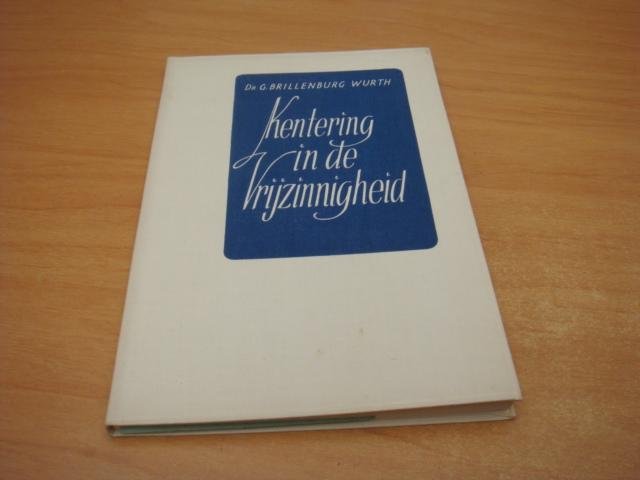 Dr. G. BRILLENBURG WURTH
Kentering
in de
Vrijzinnigheid